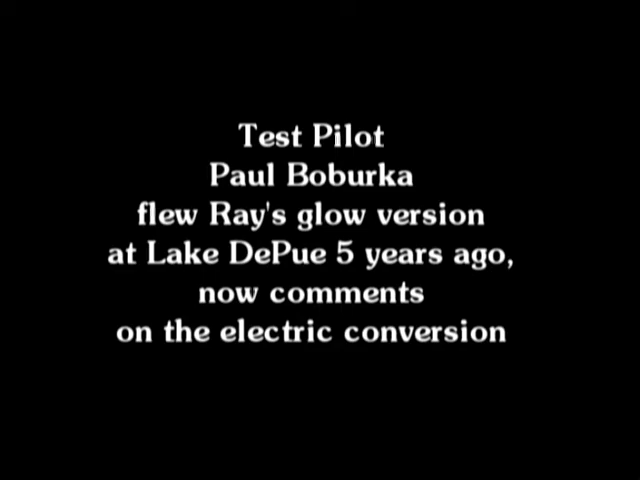 Test Pilot
Paul Boburka
flew Ray's glow version
at Lake DePue 5 years ago,
now comments
on the electric conversion